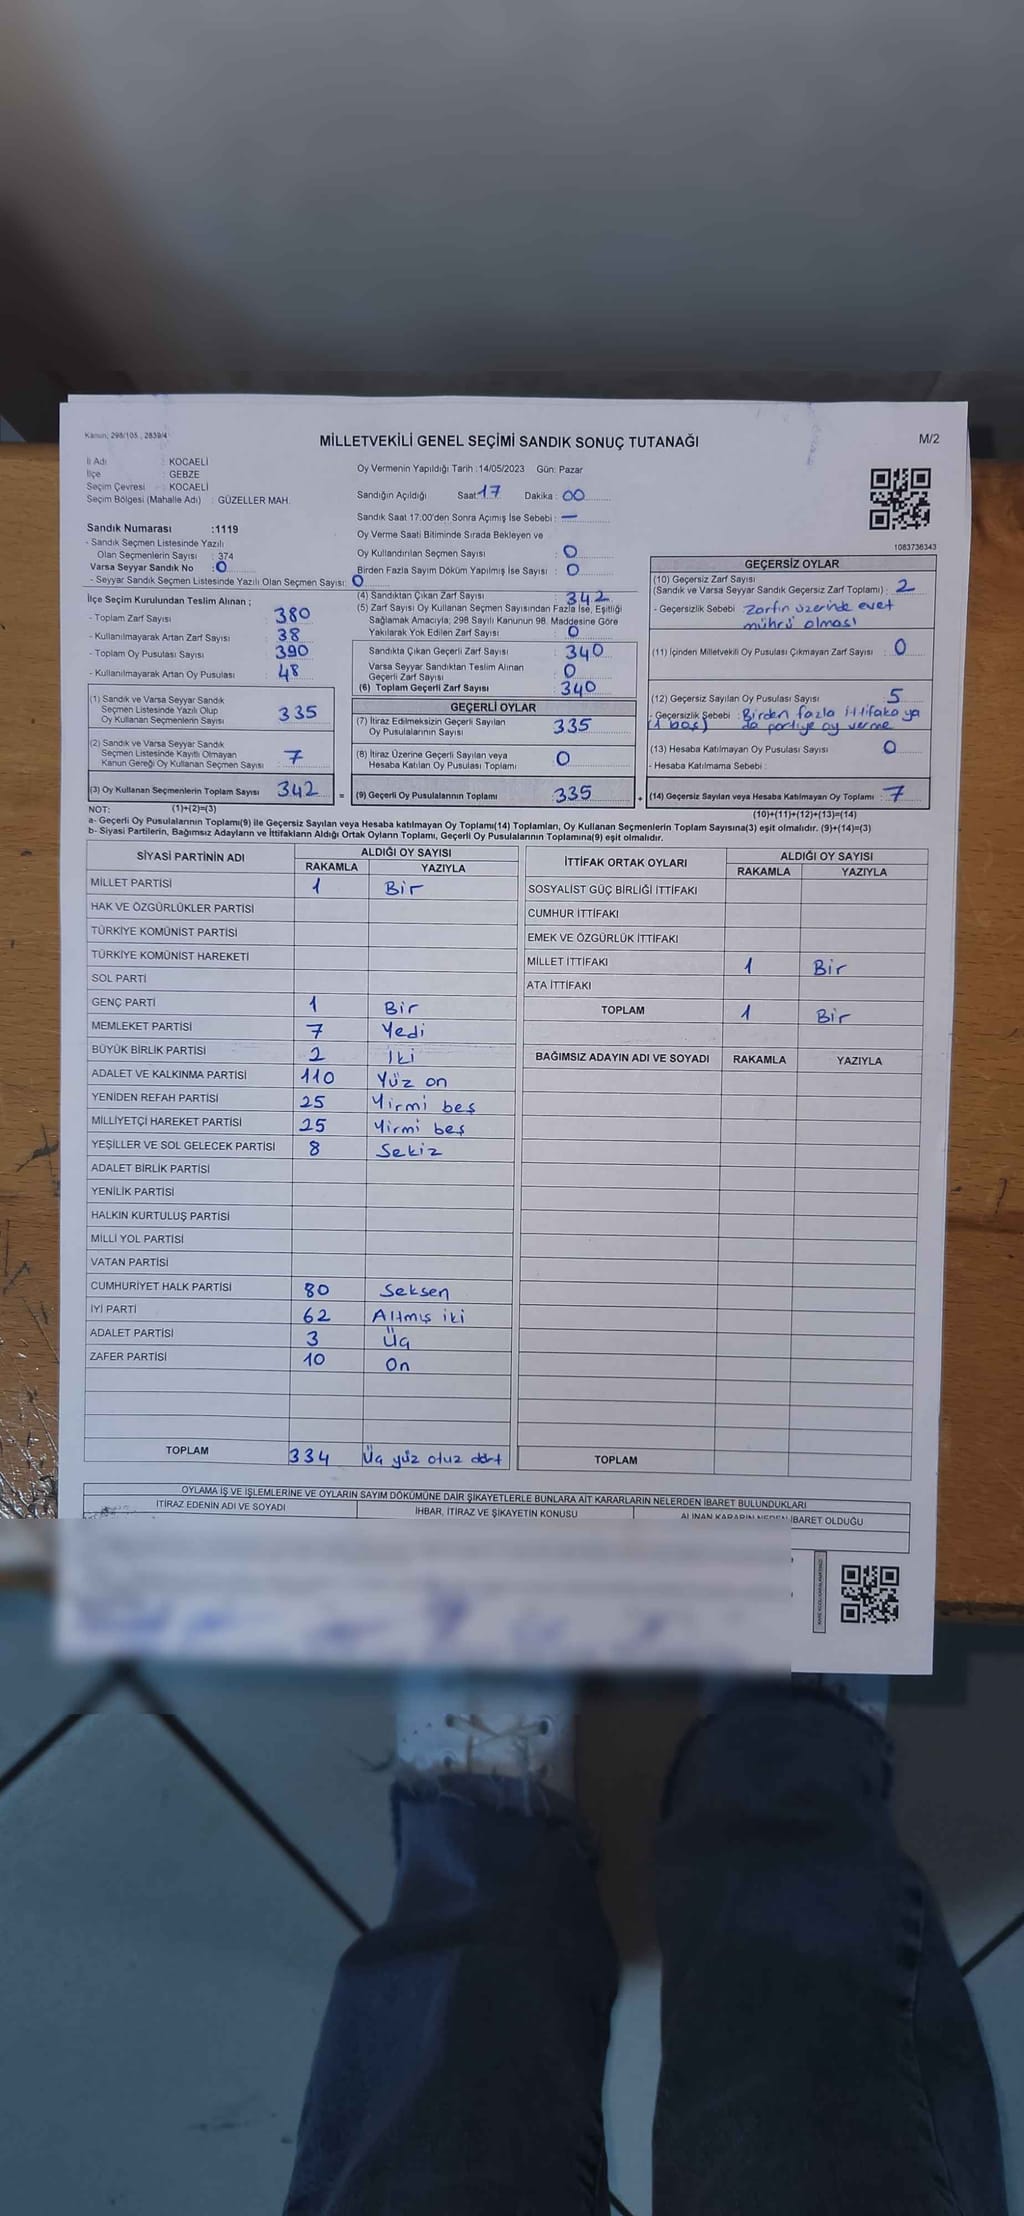 Kanun; 298/105 , 2839/4
MİLLETVEKİLİ GENEL SEÇİMİ SANDIK SONUÇ TUTANAĞI
M/2
İl Adı : KOCAELİ
İlçe : GEBZE
Seçim Çevresi : KOCAELİ
Seçim Bölgesi (Mahalle Adı) : GÜZELLER MAH.
Oy Vermenin Yapıldığı Tarih :14/05/2023 Gün: Pazar
Sandığın Açıldığı Saat: 17 Dakika : 00
Sandık Saat 17:00'den Sonra Açımış İse Sebebi : —
Oy Verme Saati Bitiminde Sırada Bekleyen ve
Oy Kullandırılan Seçmen Sayısı : 0
Birden Fazla Sayım Döküm Yapılmış İse Sayısı : 0
Sandık Numarası :1119
- Sandık Seçmen Listesinde Yazılı
Olan Seçmenlerin Sayısı : 374
Varsa Seyyar Sandık No : 0
- Seyyar Sandık Seçmen Listesinde Yazılı Olan Seçmen Sayısı: 0
1083736343
İlçe Seçim Kurulundan Teslim Alınan ;
- Toplam Zarf Sayısı : 380
- Kullanılmayarak Artan Zarf Sayısı : 38
- Toplam Oy Pusulası Sayısı : 390
- Kullanılmayarak Artan Oy Pusulası : 48
(1) Sandık ve Varsa Seyyar Sandık
Seçmen Listesinde Yazılı Olup
Oy Kullanan Seçmenlerin Sayısı : 335
(2) Sandık ve Varsa Seyyar Sandık
Seçmen Listesinde Kayıtlı Olmayan
Kanun Gereği Oy Kullanan Seçmen Sayısı : 7
(3) Oy Kullanan Seçmenlerin Toplam Sayısı : 342
(4) Sandıktan Çıkan Zarf Sayısı : 342
(5) Zarf Sayısı Oy Kullanan Seçmen Sayısından Fazla İse, Eşitliği
Sağlamak Amacıyla; 298 Sayılı Kanunun 98. Maddesine Göre
Yakılarak Yok Edilen Zarf Sayısı : 0
Sandıkta Çıkan Geçerli Zarf Sayısı : 340
Varsa Seyyar Sandıktan Teslim Alınan
Geçerli Zarf Sayısı : 0
(6) Toplam Geçerli Zarf Sayısı : 340
GEÇERLİ OYLAR
(7) İtiraz Edilmeksizin Geçerli Sayılan
Oy Pusulalarının Sayısı : 335
(8) İtiraz Üzerine Geçerli Sayılan veya
Hesaba Katılan Oy Pusulası Toplamı : 0
= (9) Geçerli Oy Pusulalarının Toplamı : 335
GEÇERSİZ OYLAR
(10) Geçersiz Zarf Sayısı
(Sandık ve Varsa Seyyar Sandık Geçersiz Zarf Toplamı) : 2
- Geçersizlik Sebebi : Zarfın üzerinde evet
mührü olması
(11) İçinden Milletvekili Oy Pusulası Çıkmayan Zarf Sayısı : 0
(12) Geçersiz Sayılan Oy Pusulası Sayısı : 5
- Geçersizlik Sebebi : Birden fazla ittifaka ya
(1 boş) da partiye oy verme
(13) Hesaba Katılmayan Oy Pusulası Sayısı : 0
- Hesaba Katılmama Sebebi :
+ (14) Geçersiz Sayılan veya Hesaba Katılmayan Oy Toplamı : 7
NOT: (1)+(2)=(3)
(10)+(11)+(12)+(13)=(14)
a- Geçerli Oy Pusulalarının Toplamı(9) ile Geçersiz Sayılan veya Hesaba katılmayan Oy Toplamı(14) Toplamları, Oy Kullanan Seçmenlerin Toplam Sayısına(3) eşit olmalıdır. (9)+(14)=(3)
b- Siyasi Partilerin, Bağımsız Adayların ve İttifakların Aldığı Ortak Oyların Toplamı, Geçerli Oy Pusulalarının Toplamına(9) eşit olmalıdır.
SİYASİ PARTİNİN ADI
ALDIĞI OY SAYISI
RAKAMLA YAZIYLA
MİLLET PARTİSİ 1 Bir
HAK VE ÖZGÜRLÜKLER PARTİSİ
TÜRKİYE KOMÜNİST PARTİSİ
TÜRKİYE KOMÜNİST HAREKETİ
SOL PARTİ
GENÇ PARTİ 1 Bir
MEMLEKET PARTİSİ 7 Yedi
BÜYÜK BİRLİK PARTİSİ 2 İki
ADALET VE KALKINMA PARTİSİ 110 Yüz on
YENİDEN REFAH PARTİSİ 25 Yirmi beş
MİLLİYETÇİ HAREKET PARTİSİ 25 Yirmi beş
YEŞİLLER VE SOL GELECEK PARTİSİ 8 Sekiz
ADALET BİRLİK PARTİSİ
YENİLİK PARTİSİ
HALKIN KURTULUŞ PARTİSİ
MİLLİ YOL PARTİSİ
VATAN PARTİSİ
CUMHURİYET HALK PARTİSİ 80 Seksen
İYİ PARTİ 62 Altmış iki
ADALET PARTİSİ 3 Üç
ZAFER PARTİSİ 10 On
TOPLAM 334 Üç yüz otuz dört
İTTİFAK ORTAK OYLARI
ALDIĞI OY SAYISI
RAKAMLA YAZIYLA
SOSYALİST GÜÇ BİRLİĞİ İTTİFAKI
CUMHUR İTTİFAKI
EMEK VE ÖZGÜRLÜK İTTİFAKI
MİLLET İTTİFAKI 1 Bir
ATA İTTİFAKI
TOPLAM 1 Bir
BAĞIMSIZ ADAYIN ADI VE SOYADI RAKAMLA YAZIYLA
TOPLAM
OYLAMA İŞ VE İŞLEMLERİNE VE OYLARIN SAYIM DÖKÜMÜNE DAİR ŞİKAYETLERLE BUNLARA AİT KARARLARIN NELERDEN İBARET BULUNDUKLARI
İTİRAZ EDENİN ADI VE SOYADI İHBAR, İTİRAZ VE ŞİKAYETİN KONUSU ALINAN KARARIN NEDEN İBARET OLDUĞU